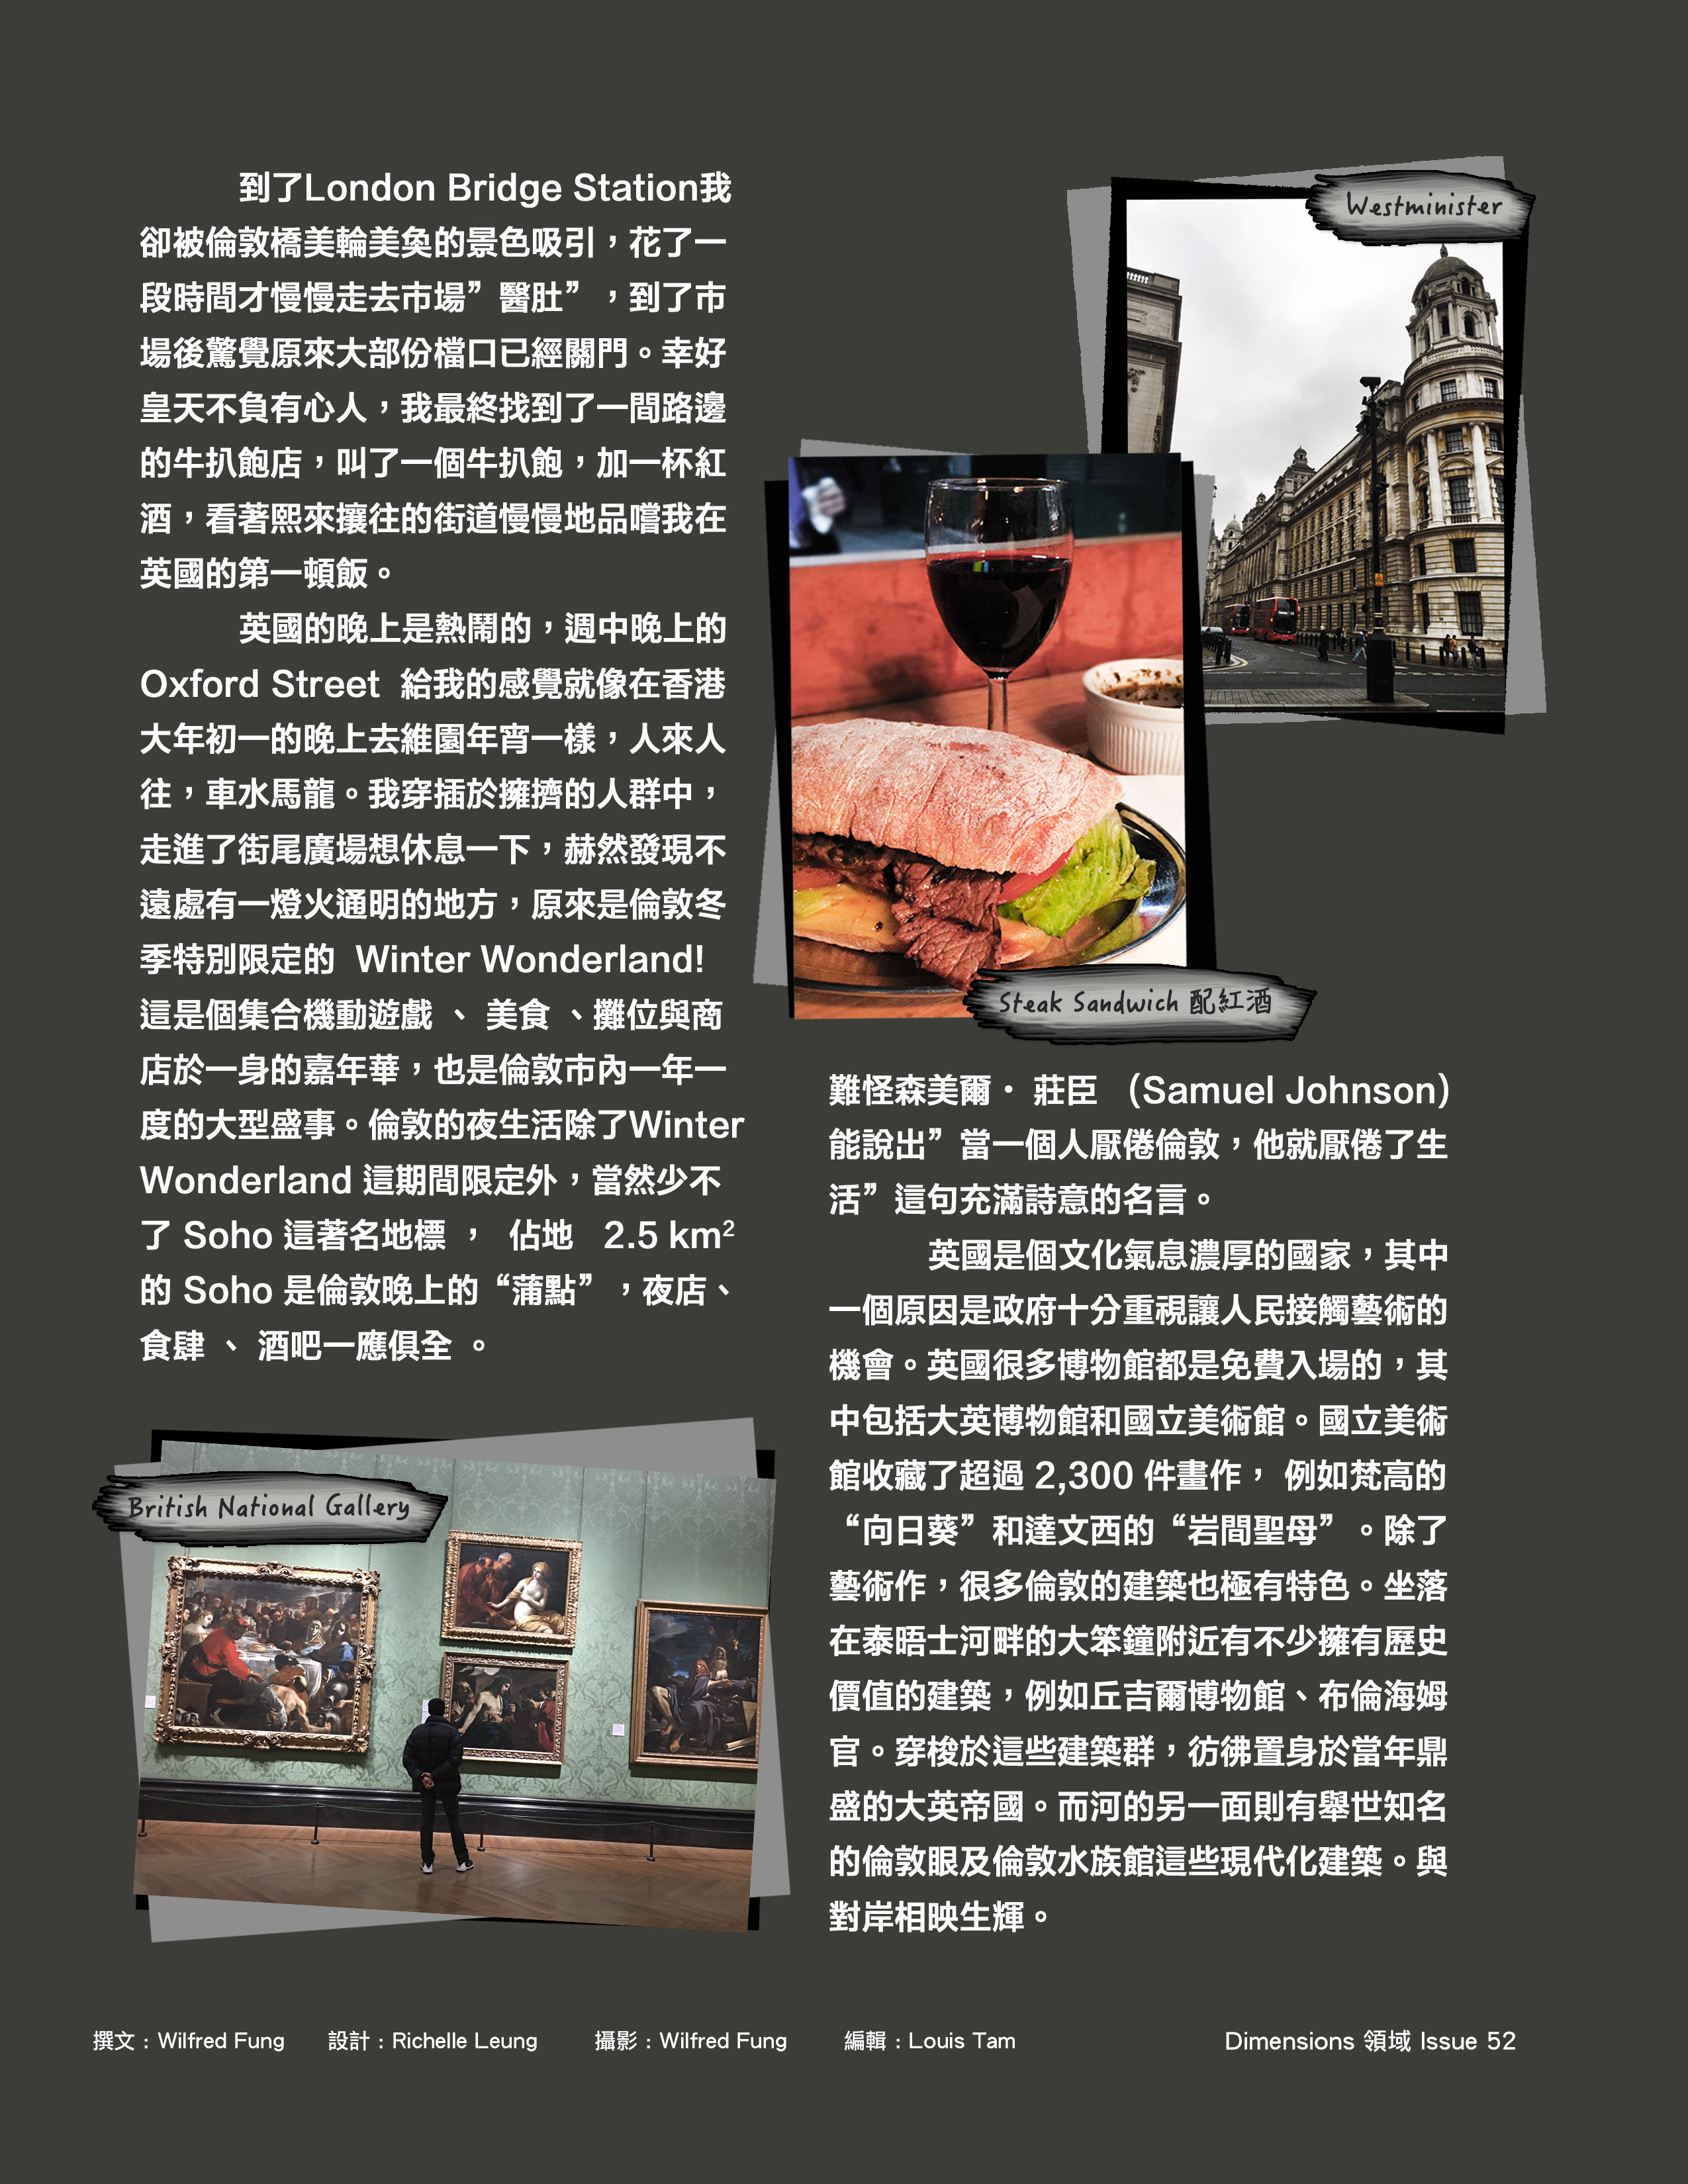 到了London Bridge Station我
卻被倫敦橋美輪美奐的景色吸引，花了一
段時間才慢慢走去市場”醫肚”，到了市
場後驚覺原來大部份檔口已經關門。幸好
皇天不負有心人，我最終找到了一間路邊
的牛扒飽店，叫了一個牛扒飽，加一杯紅
酒，看著熙來攘往的街道慢慢地品嚐我在
英國的第一頓飯。
英國的晚上是熱鬧的，週中晚上的
Oxford Street 給我的感覺就像在香港
大年初一的晚上去維園年宵一樣，人來人
往，車水馬龍。我穿插於擁擠的人群中，
走進了街尾廣場想休息一下，赫然發現不
遠處有一燈火通明的地方，原來是倫敦冬
季特別限定的 Winter Wonderland!
這是個集合機動遊戲 、 美食 、攤位與商
店於一身的嘉年華，也是倫敦市內一年一
度的大型盛事。倫敦的夜生活除了Winter
Wonderland 這期間限定外，當然少不
了 Soho 這著名地標 ， 佔地 2.5 km²
的 Soho 是倫敦晚上的“蒲點”，夜店、
食肆 、 酒吧一應俱全 。
Westminister
Steak Sandwich 配紅酒
British National Gallery
難怪森美爾・ 莊臣 （Samuel Johnson）
能說出”當一個人厭倦倫敦，他就厭倦了生
活”這句充滿詩意的名言。
英國是個文化氣息濃厚的國家，其中
一個原因是政府十分重視讓人民接觸藝術的
機會。英國很多博物館都是免費入場的，其
中包括大英博物館和國立美術館。國立美術
館收藏了超過 2,300 件畫作， 例如梵高的
“向日葵”和達文西的“岩間聖母”。除了
藝術作，很多倫敦的建築也極有特色。坐落
在泰晤士河畔的大笨鐘附近有不少擁有歷史
價值的建築，例如丘吉爾博物館、布倫海姆
官。穿梭於這些建築群，彷彿置身於當年鼎
盛的大英帝國。而河的另一面則有舉世知名
的倫敦眼及倫敦水族館這些現代化建築。與
對岸相映生輝。
撰文：Wilfred Fung 設計：Richelle Leung 攝影：Wilfred Fung 編輯：Louis Tam Dimensions 領域 Issue 52